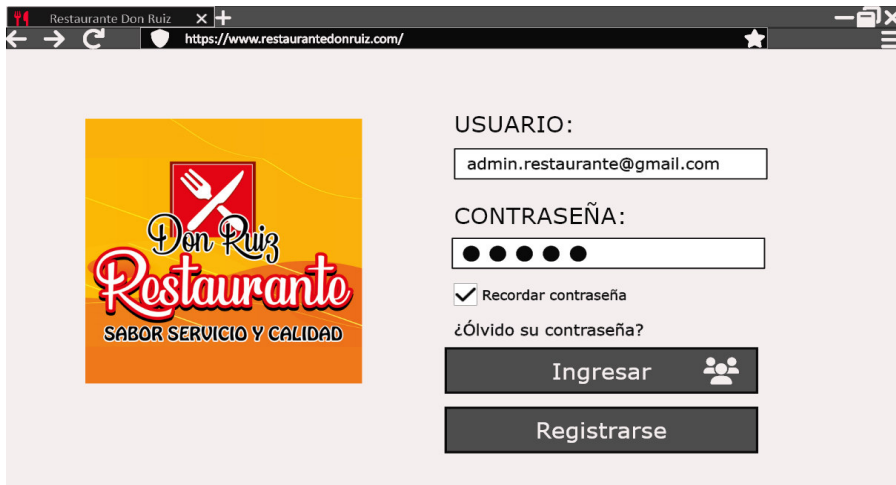 Restaurante Don Ruiz
https://www.restaurantedonruiz.com/
Don Ruiz
Restaurante
SABOR SERVICIO Y CALIDAD
USUARIO:
admin.restaurante@gmail.com
CONTRASEÑA:
Recordar contraseña
¿Ólvido su contraseña?
Ingresar
Registrarse